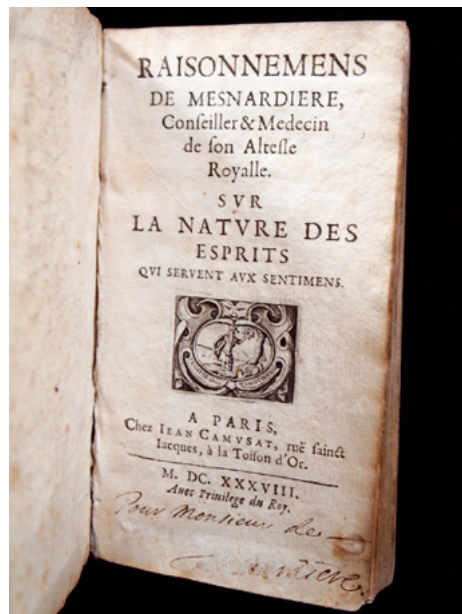 RAISONNEMENS
DE MESNARDIERE,
Conſeiller & Medecin
de ſon Alteſſe
Royalle.
SVR
LA NATVRE DES
ESPRITS
QVI SERVENT AVX SENTIMENS.
A PARIS,
Chez IEAN CAMVSAT, ruë ſainct
Iacques, à la Toiſon d'Or.
M. DC. XXXVIII.
Auec Priuilege du Roy.
Pour Monsieur de